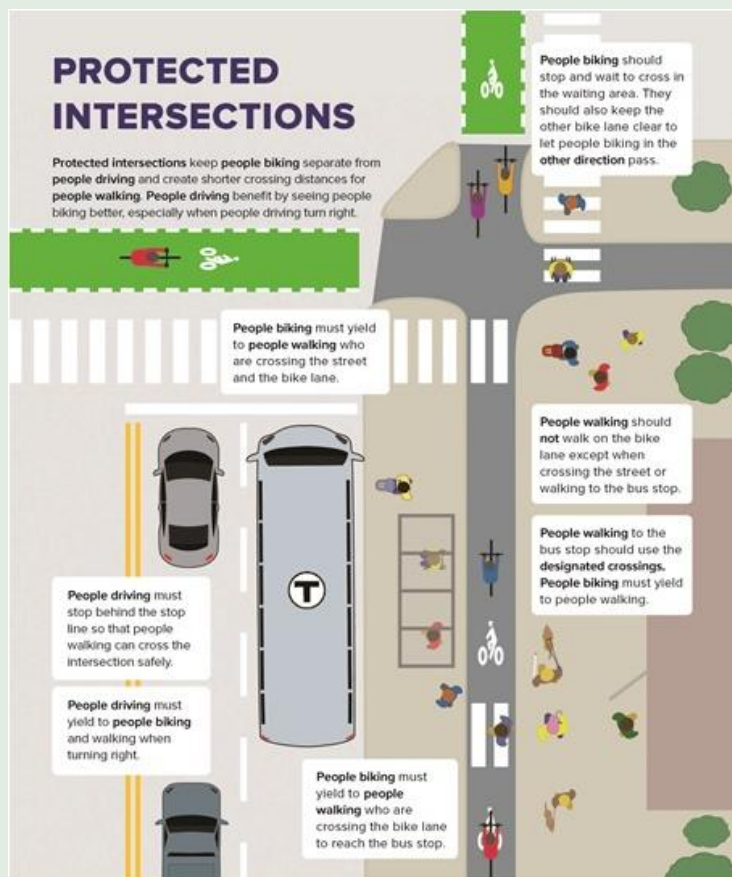 PROTECTED
INTERSECTIONS
Protected intersections keep people biking separate from
people driving and create shorter crossing distances for
people walking. People driving benefit by seeing people
biking better, especially when people driving turn right.
People biking should
stop and wait to cross in
the waiting area. They
should also keep the
other bike lane clear to
let people biking in the
other direction pass.
People biking must yield
to people walking who
are crossing the street
and the bike lane.
People walking should
not walk on the bike
lane except when
crossing the street or
walking to the bus stop.
People walking to the
bus stop should use the
designated crossings.
People biking must yield
to people walking.
T
People driving must
stop behind the stop
line so that people
walking can cross the
intersection safely.
People driving must
yield to people biking
and walking when
turning right.
People biking must
yield to people
walking who are
crossing the bike lane
to reach the bus stop.